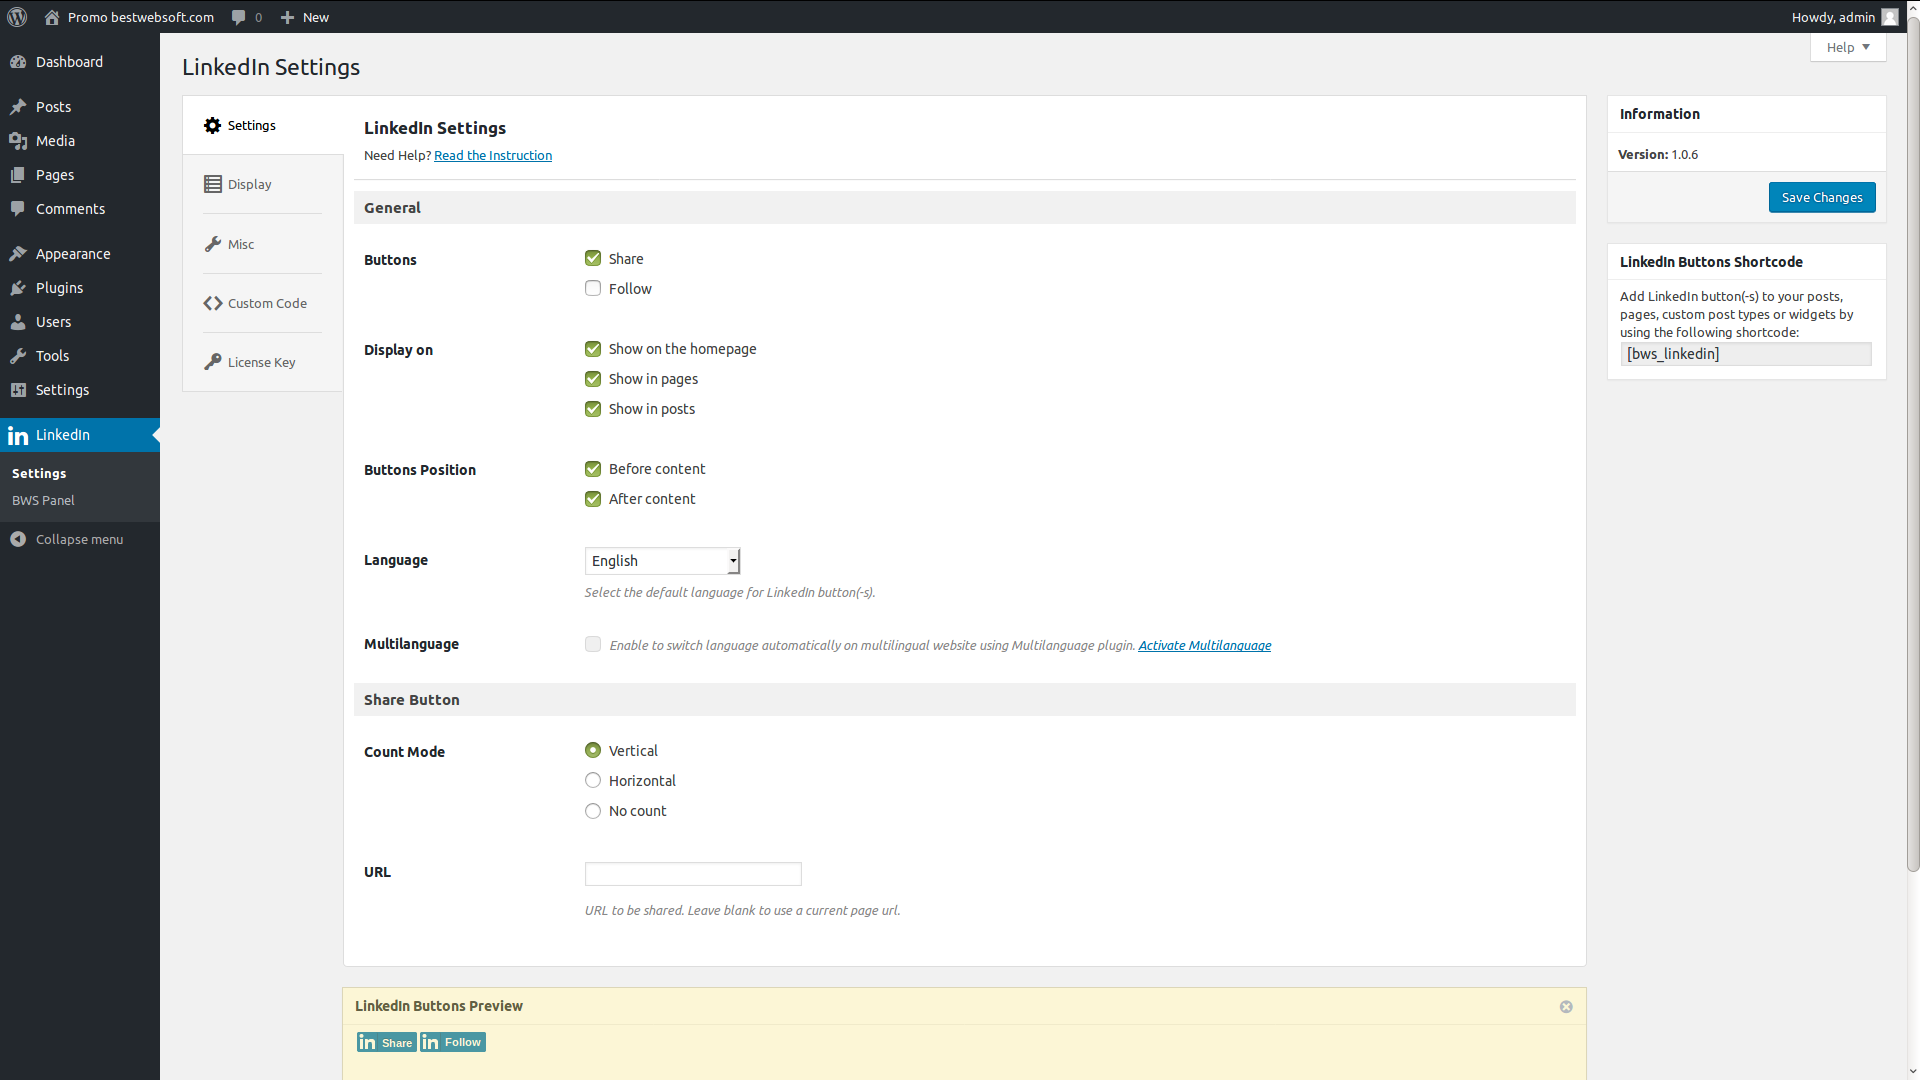 Promo bestwebsoft.com 0 New Howdy, admin
Help
Dashboard
Posts
Media
Pages
Comments
Appearance
Plugins
Users
Tools
Settings
LinkedIn
Settings
BWS Panel
Collapse menu
LinkedIn Settings
Settings
Display
Misc
Custom Code
License Key
LinkedIn Settings
Need Help? Read the Instruction
General
Buttons
Share
Follow
Display on
Show on the homepage
Show in pages
Show in posts
Buttons Position
Before content
After content
Language
English
Select the default language for LinkedIn button(-s).
Multilanguage
Enable to switch language automatically on multilingual website using Multilanguage plugin. Activate Multilanguage
Share Button
Count Mode
Vertical
Horizontal
No count
URL
URL to be shared. Leave blank to use a current page url.
LinkedIn Buttons Preview
in Share in Follow
Information
Version: 1.0.6
Save Changes
LinkedIn Buttons Shortcode
Add LinkedIn button(-s) to your posts,
pages, custom post types or widgets by
using the following shortcode:
[bws_linkedin]